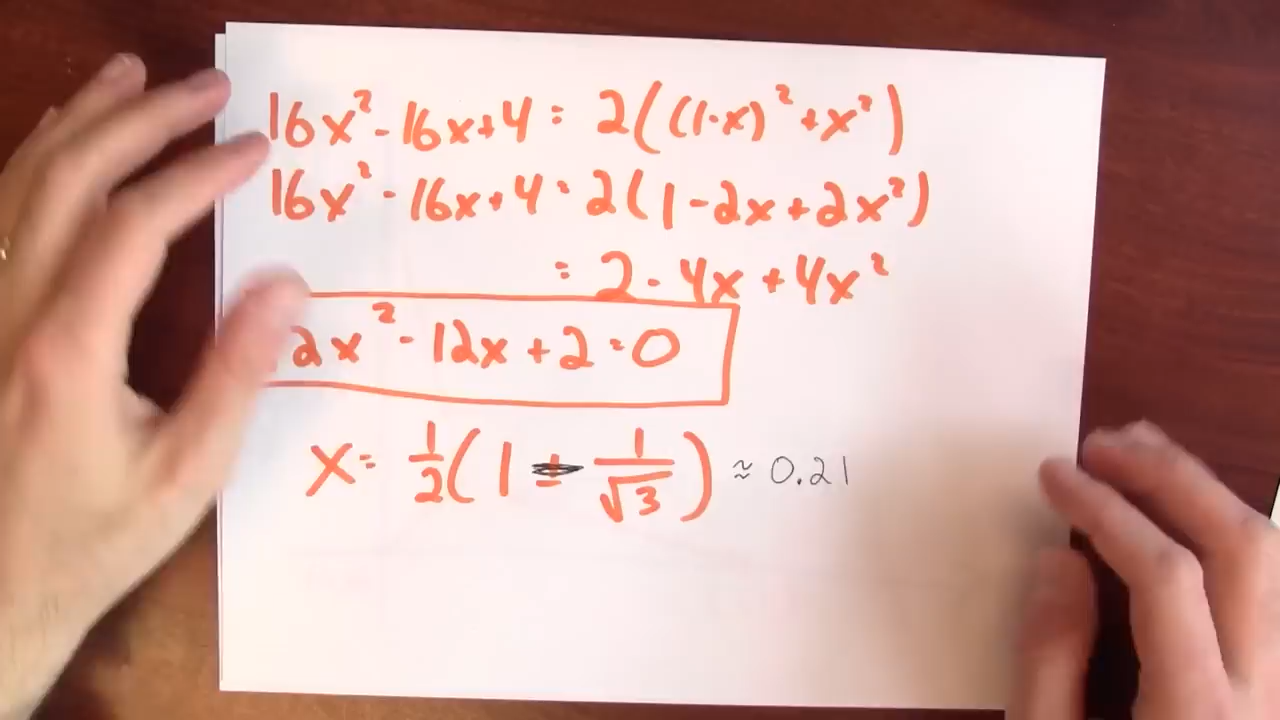 16x² - 16x + 4 = 2((1-x)² + x²)
16x² - 16x + 4 = 2(1 - 2x + 2x²)
= 2 - 4x + 4x²
2x² - 12x + 2 = 0
x = 1/2 (1 - 1/√3) ≈ 0.21